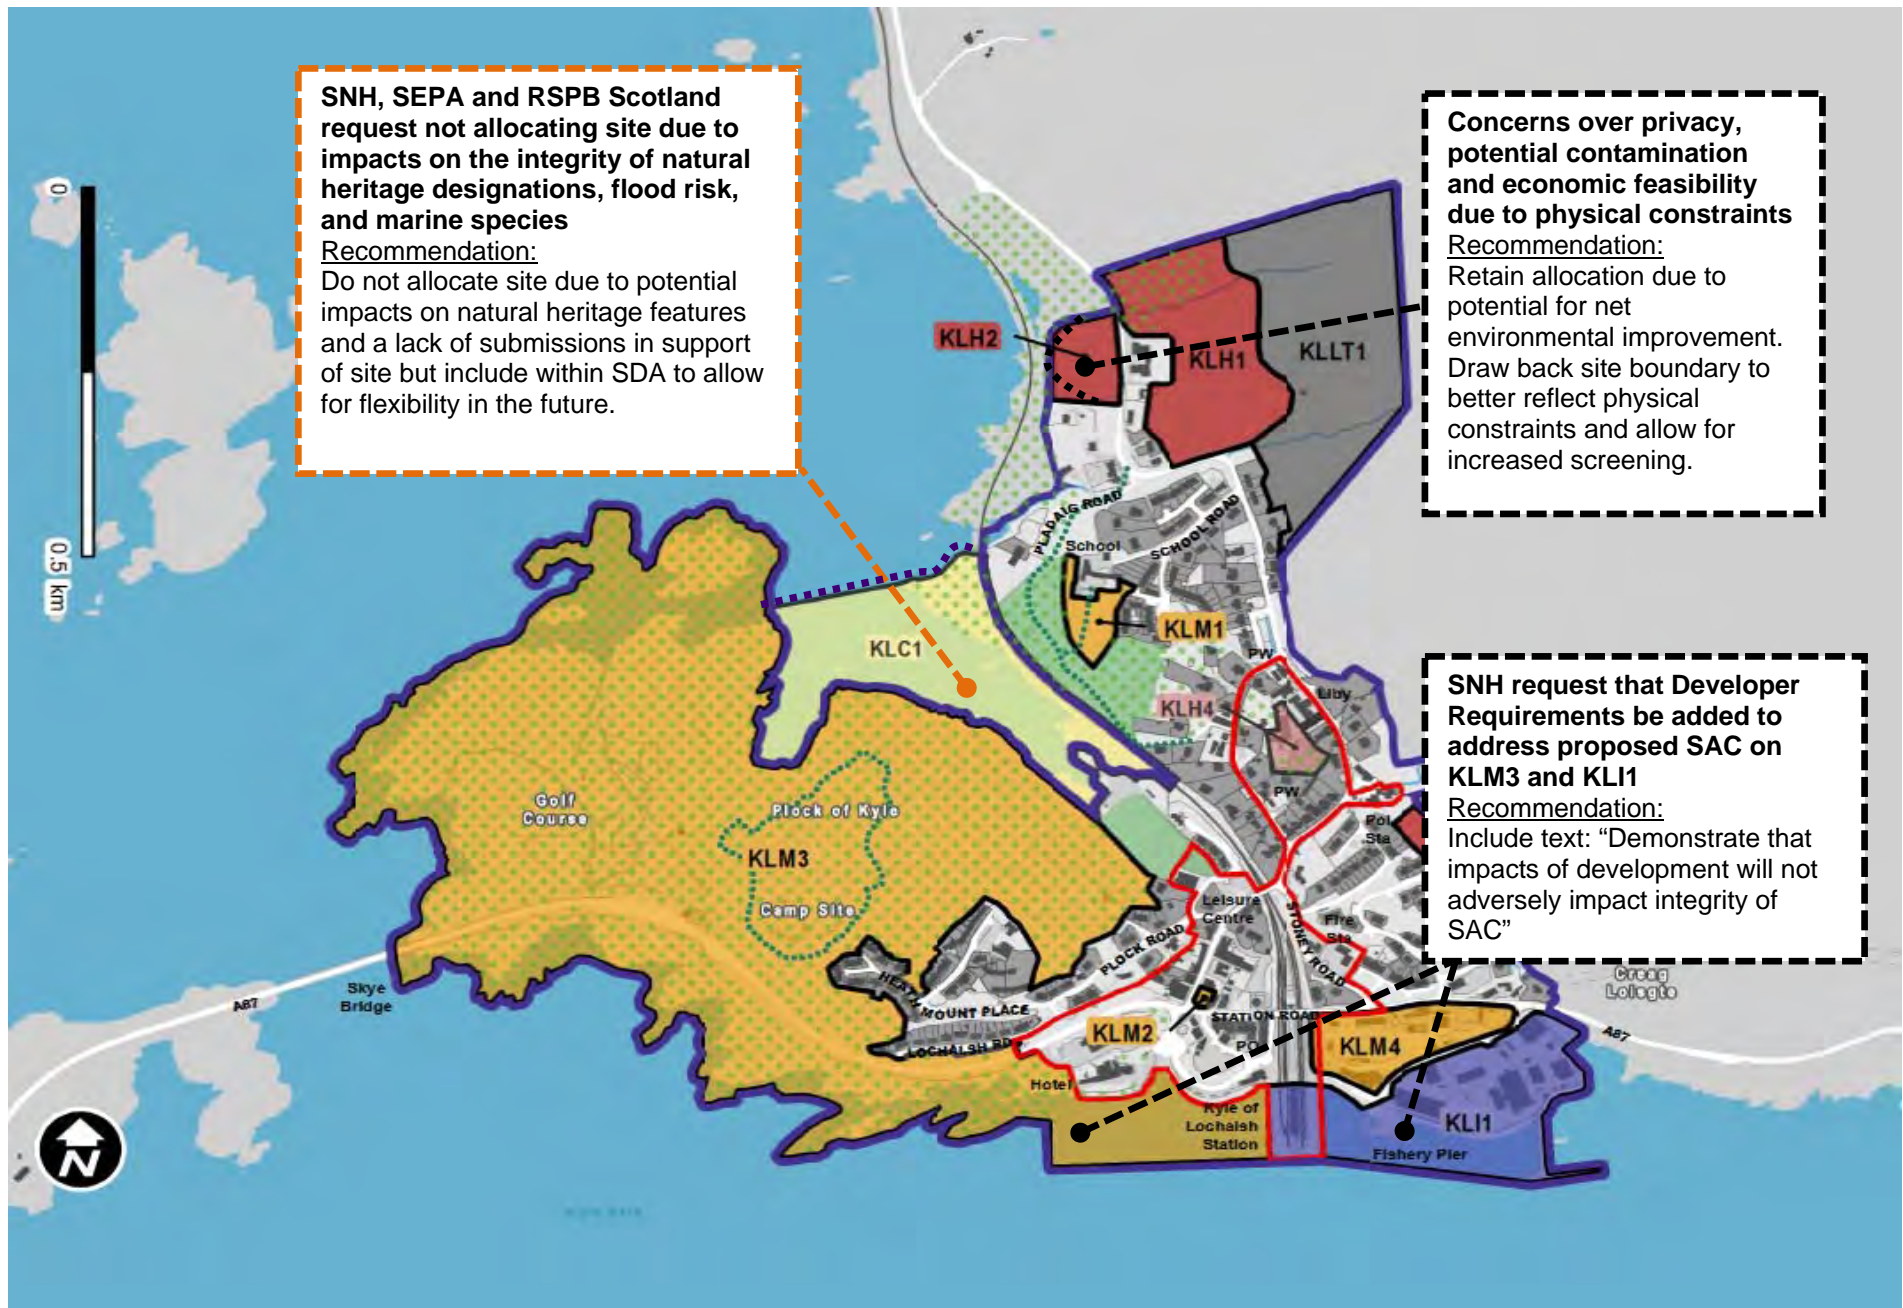 SNH, SEPA and RSPB Scotland
request not allocating site due to
impacts on the integrity of natural
heritage designations, flood risk,
and marine species
Recommendation:
Do not allocate site due to potential
impacts on natural heritage features
and a lack of submissions in support
of site but include within SDA to allow
for flexibility in the future.
Concerns over privacy,
potential contamination
and economic feasibility
due to physical constraints
Recommendation:
Retain allocation due to
potential for net
environmental improvement.
Draw back site boundary to
better reflect physical
constraints and allow for
increased screening.
0
0.5 km
KLH2
KLH1
KLLT1
PLADAIG ROAD
SCHOOL ROAD
School
KLM1
KLC1
PW
Liby
KLH4
PW
SNH request that Developer
Requirements be added to
address proposed SAC on
KLM3 and KLI1
Recommendation:
Include text: “Demonstrate that
impacts of development will not
adversely impact integrity of
SAC”
Pol
Sta
Golf
Course
Plock of Kyle
KLM3
Camp Site
Leisure
Centre
STONEY ROAD
Fire
Sta
PLOCK ROAD
HEATH
MOUNT PLACE
LOCHALSH RD
Skye
Bridge
A87
KLM2
STATION ROAD
PO
KLM4
A87
Creag
Hotel
Kyle of
Lochalsh
Station
KLI1
Fishery Pier
N